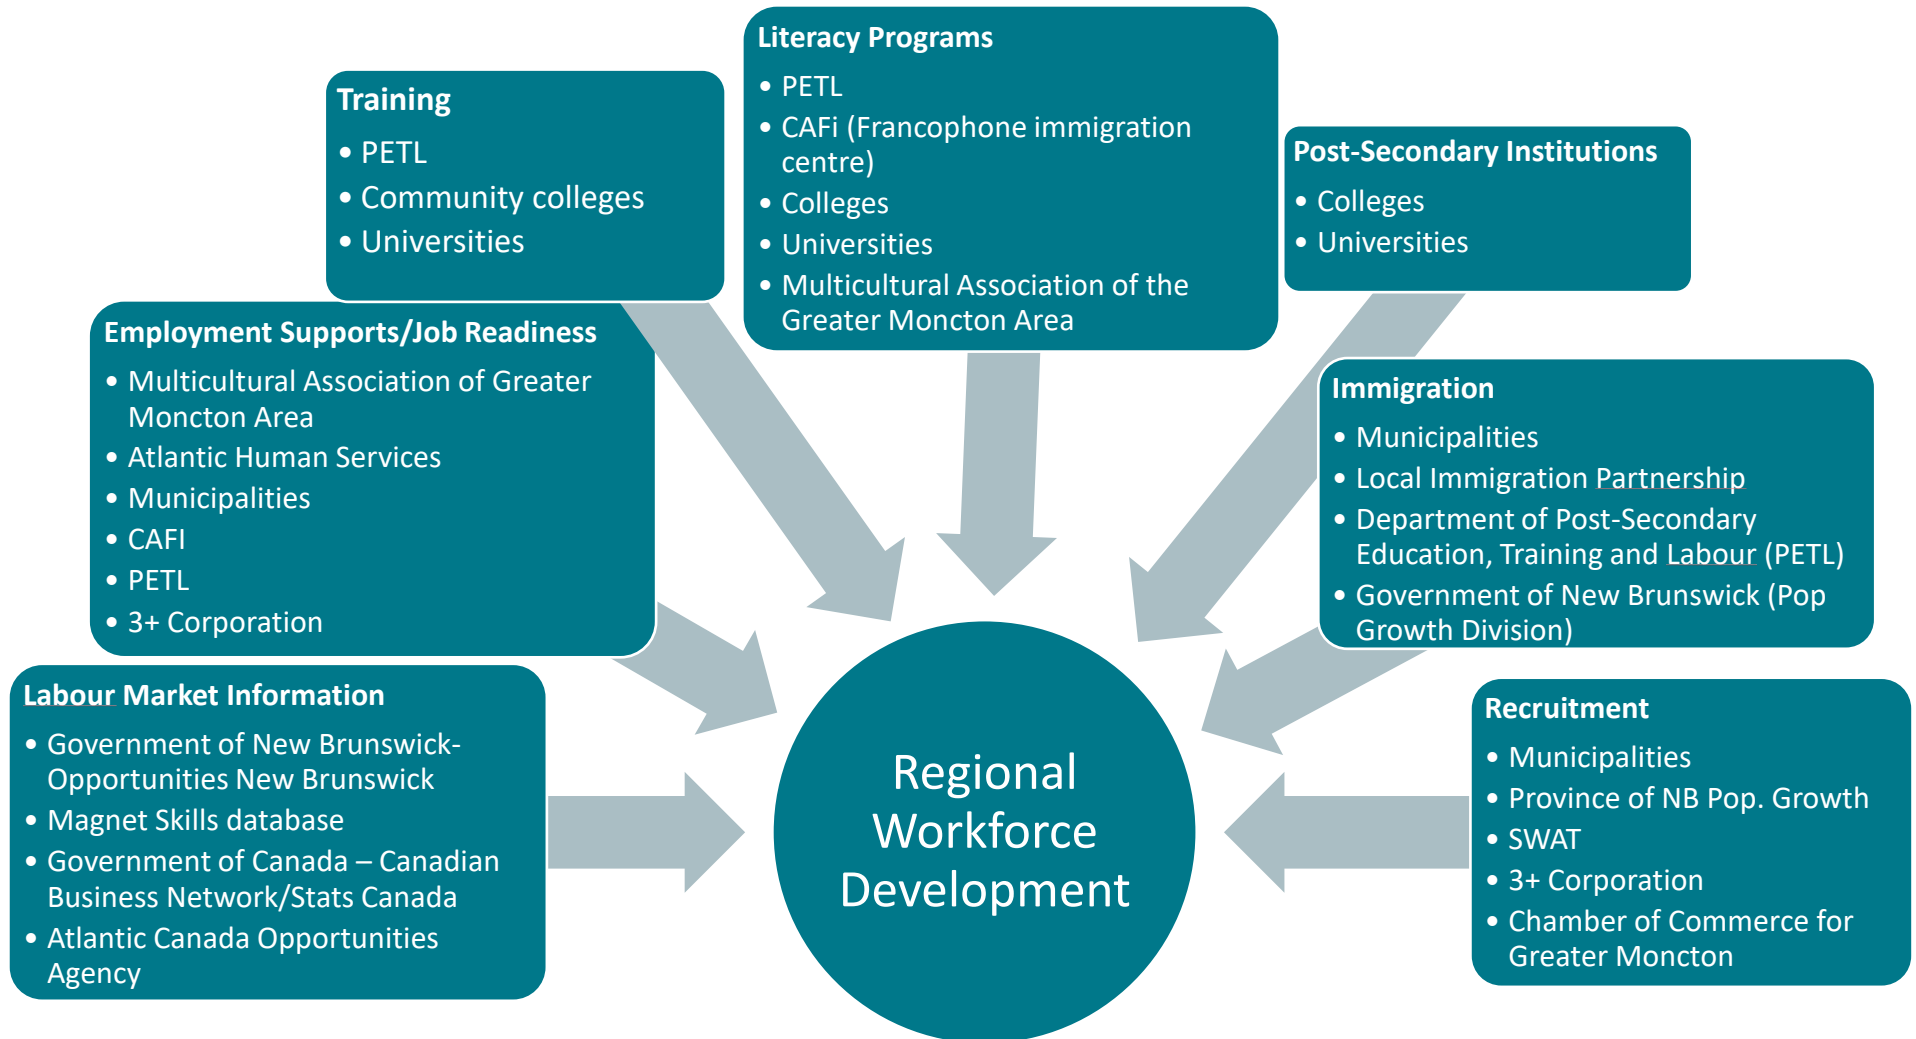 Literacy Programs
• PETL
• CAFi (Francophone immigration
centre)
• Colleges
• Universities
• Multicultural Association of the
Greater Moncton Area
Training
• PETL
• Community colleges
• Universities
Post-Secondary Institutions
• Colleges
• Universities
Employment Supports/Job Readiness
• Multicultural Association of Greater
Moncton Area
• Atlantic Human Services
• Municipalities
• CAFI
• PETL
• 3+ Corporation
Immigration
• Municipalities
• Local Immigration Partnership
• Department of Post-Secondary
Education, Training and Labour (PETL)
• Government of New Brunswick (Pop
Growth Division)
Labour Market Information
• Government of New Brunswick-
Opportunities New Brunswick
• Magnet Skills database
• Government of Canada – Canadian
Business Network/Stats Canada
• Atlantic Canada Opportunities
Agency
Recruitment
• Municipalities
• Province of NB Pop. Growth
• SWAT
• 3+ Corporation
• Chamber of Commerce for
Greater Moncton
Regional
Workforce
Development